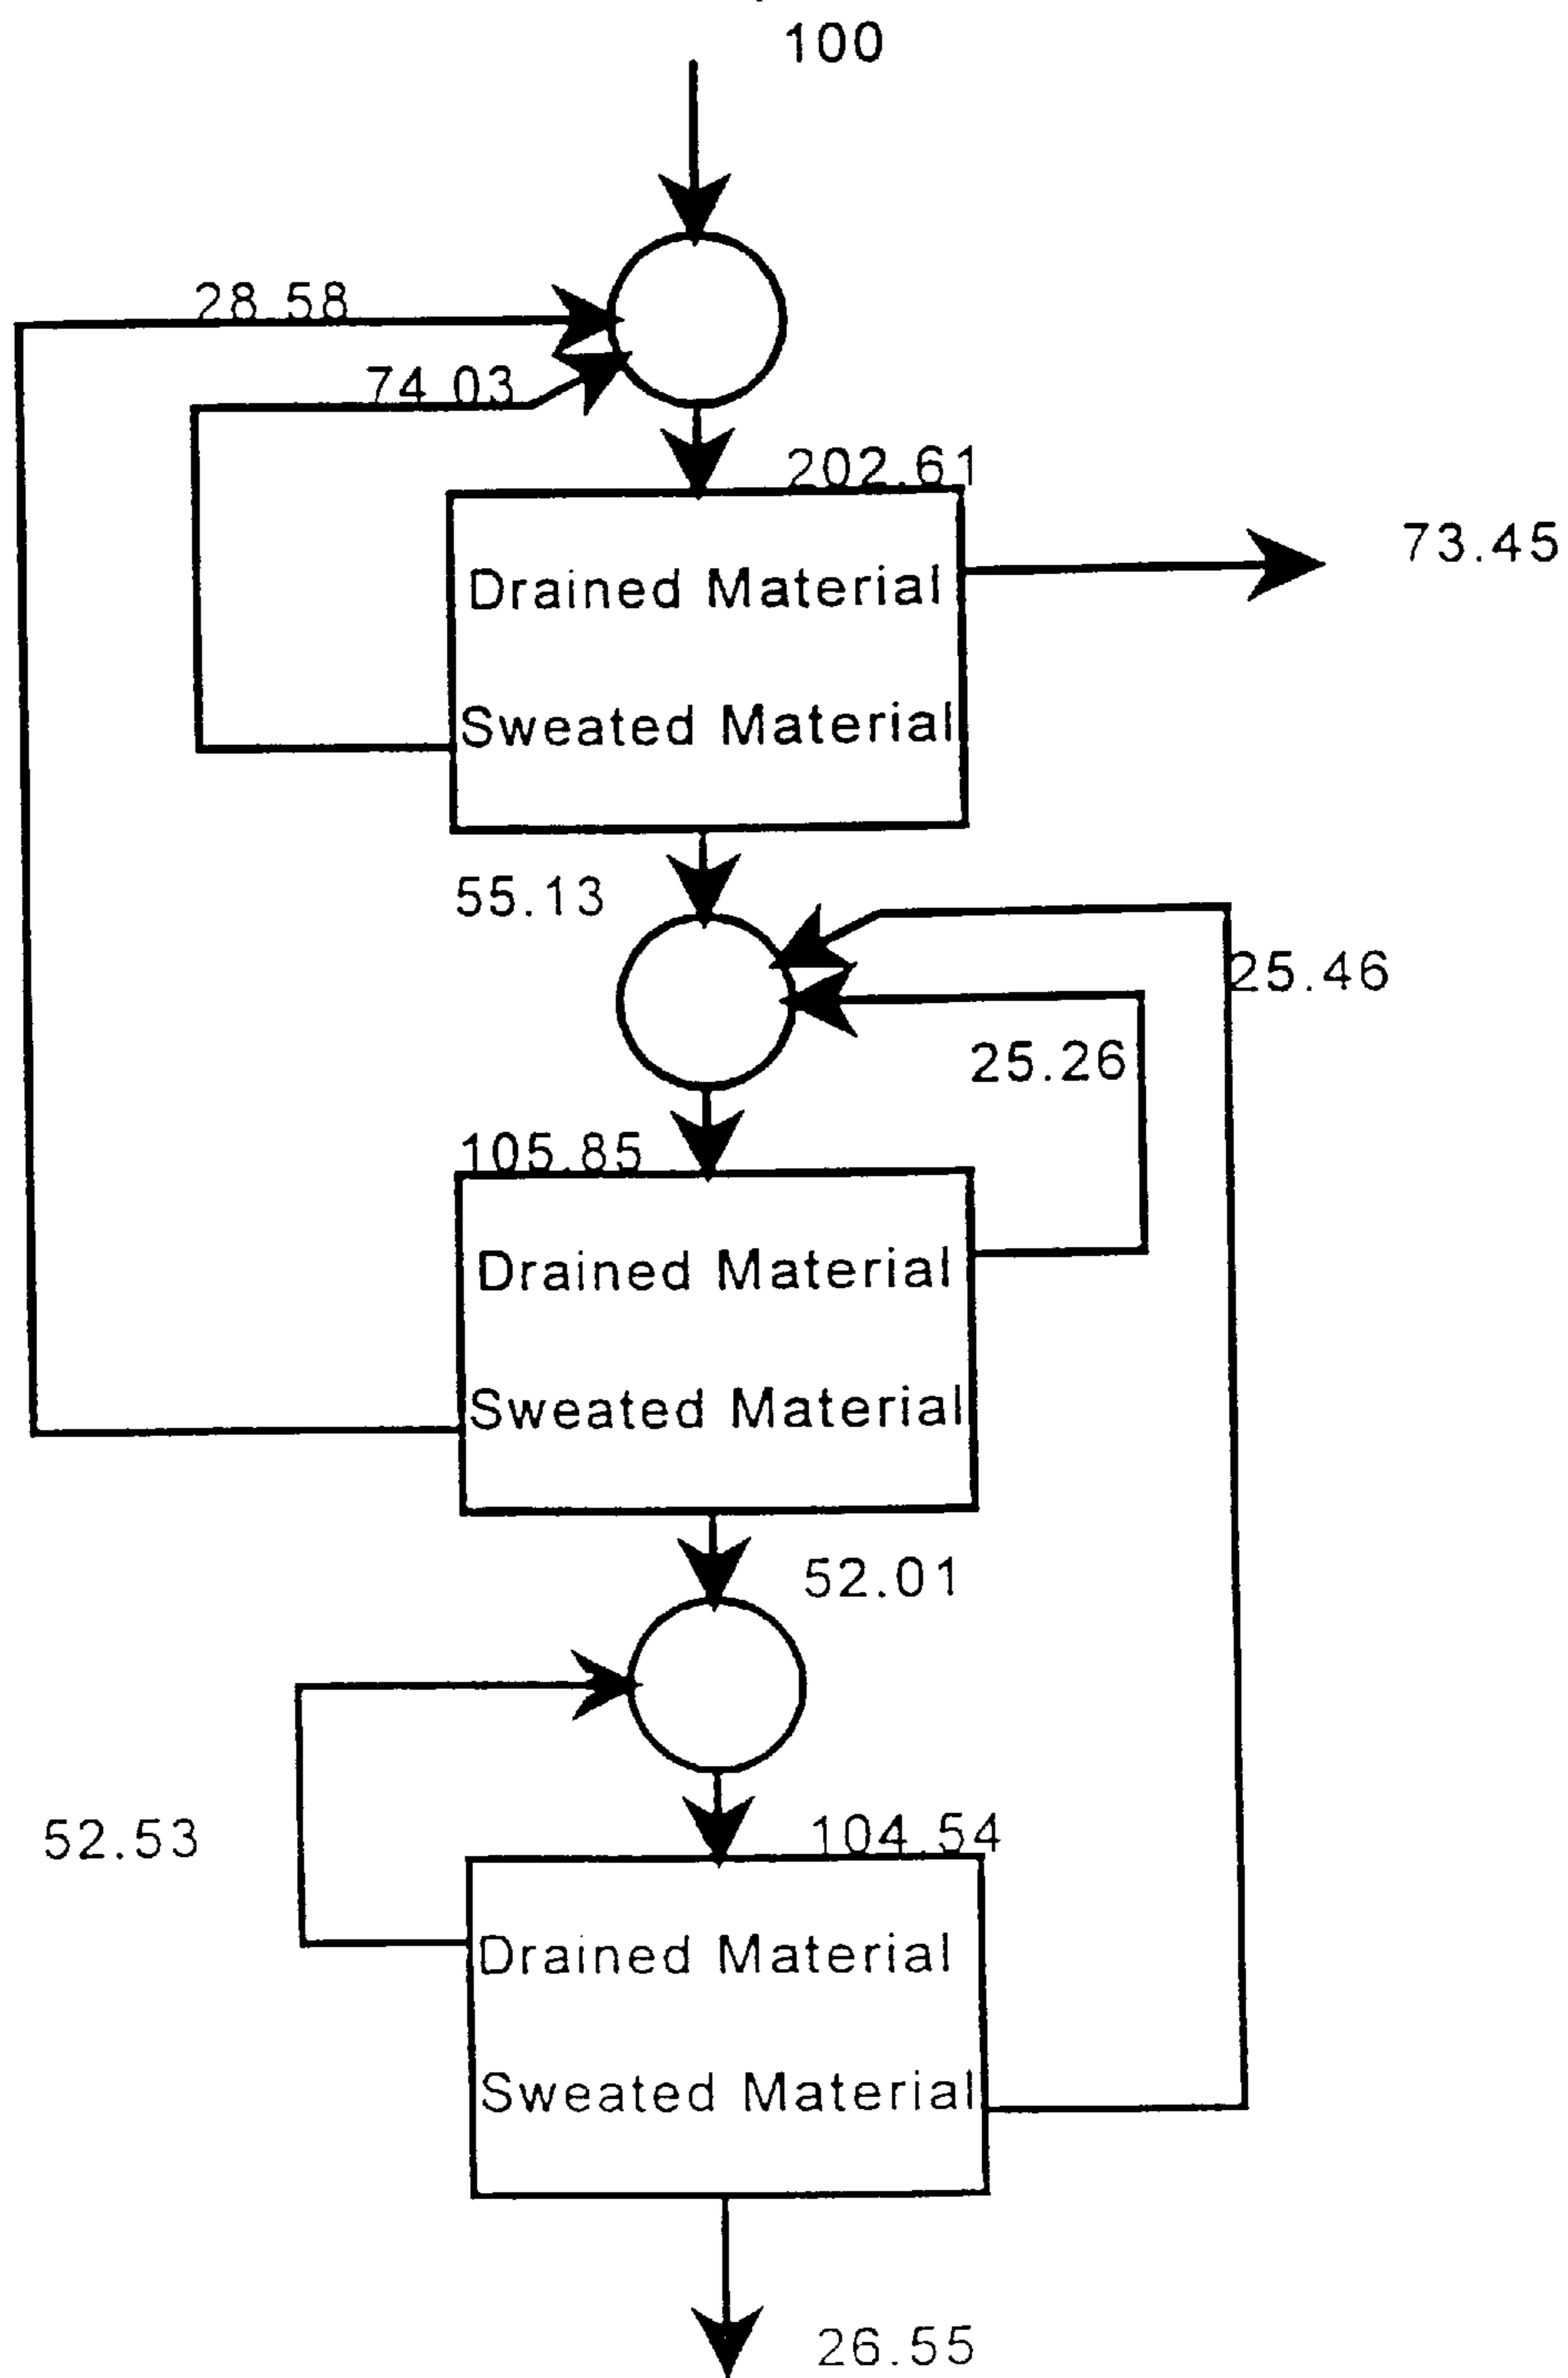 100
28.58
74.03
202.61
73.45
Drained Material
Sweated Material
55.13
25.46
25.26
105.85
Drained Material
Sweated Material
52.01
52.53
104.54
Drained Material
Sweated Material
26.55